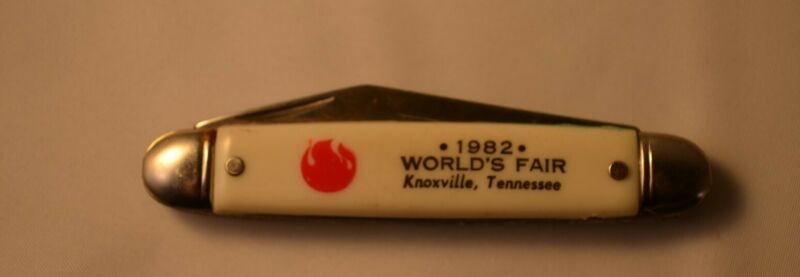 • 1982 •
WORLD'S FAIR
Knoxville, Tennessee